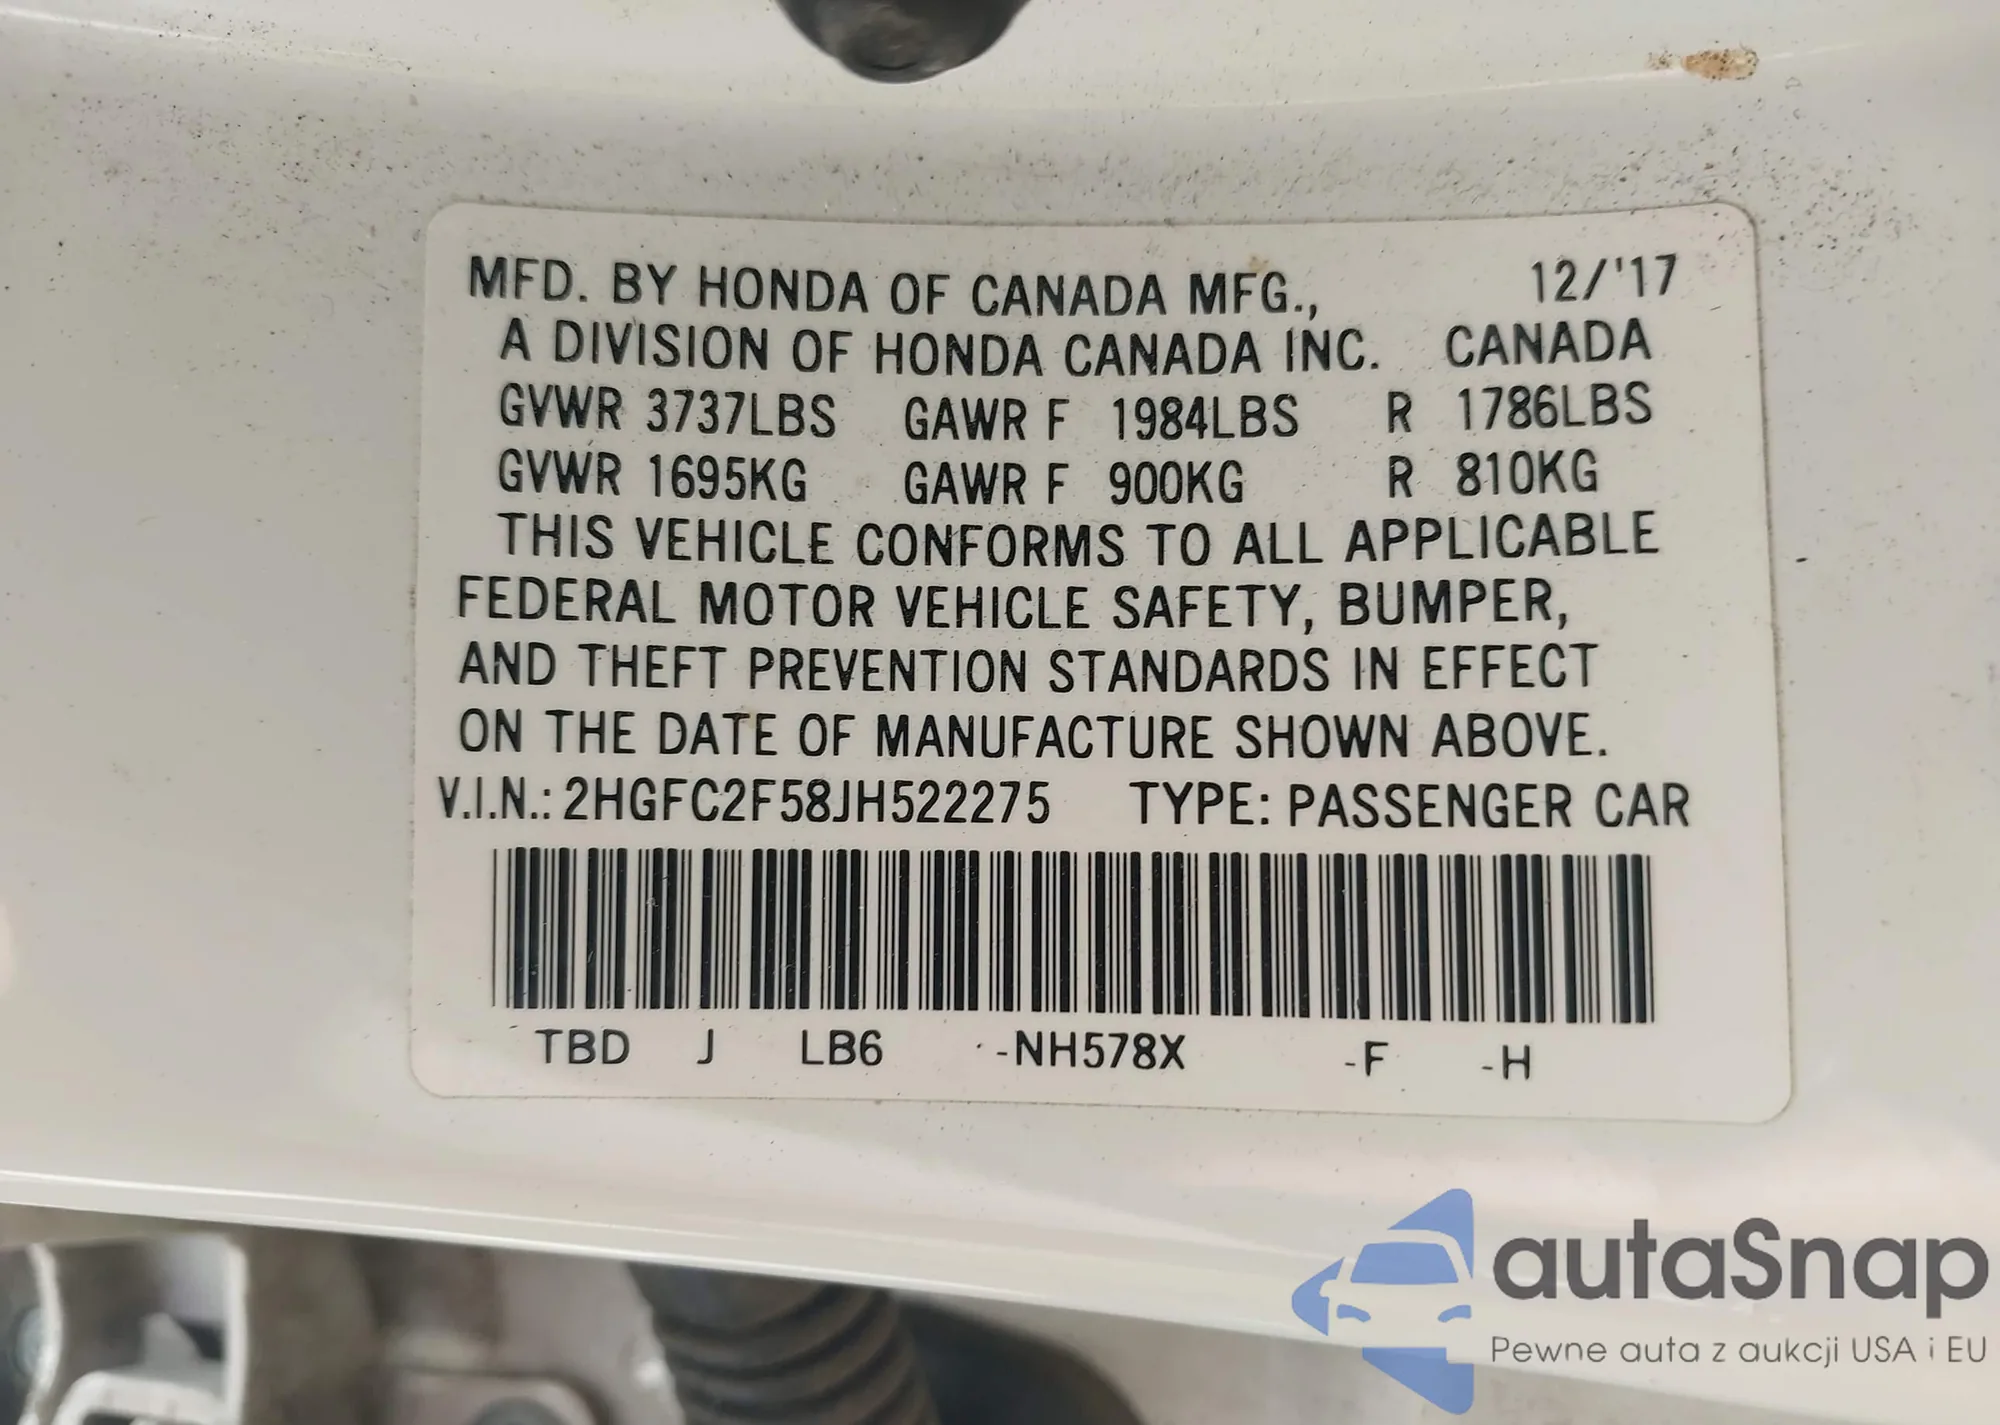 MFD. BY HONDA OF CANADA MFG., 12/'17
A DIVISION OF HONDA CANADA INC. CANADA
GVWR 3737LBS GAWR F 1984LBS R 1786LBS
GVWR 1695KG GAWR F 900KG R 810KG
THIS VEHICLE CONFORMS TO ALL APPLICABLE
FEDERAL MOTOR VEHICLE SAFETY, BUMPER,
AND THEFT PREVENTION STANDARDS IN EFFECT
ON THE DATE OF MANUFACTURE SHOWN ABOVE.
V.I.N.: 2HGFC2F58JH522275 TYPE: PASSENGER CAR
TBD J LB6 -NH578X -F -H
autaSnap
Pewne auta z aukcji USA i EU